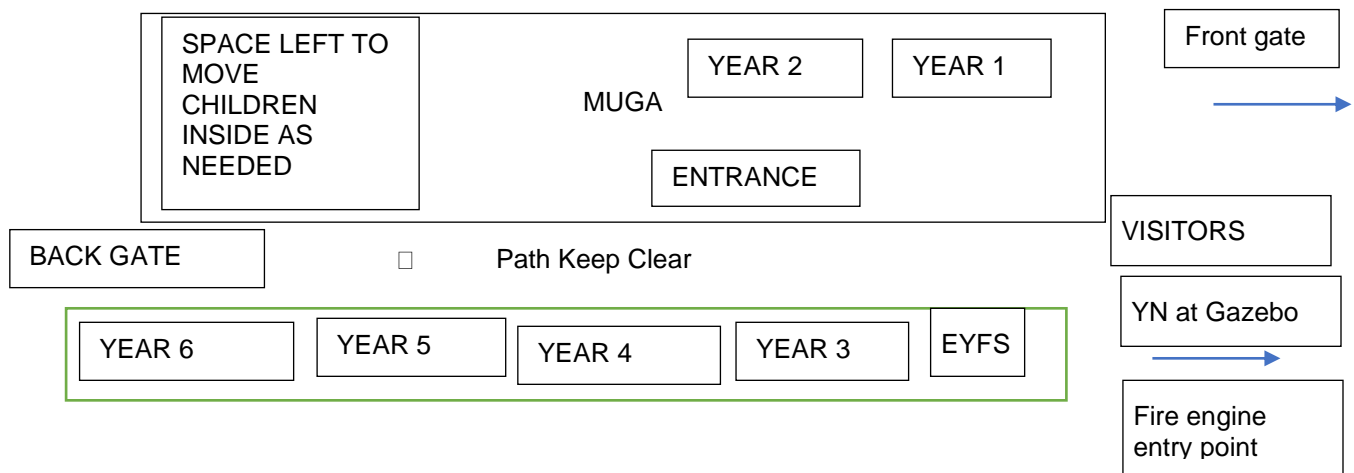 SPACE LEFT TO
MOVE
CHILDREN
INSIDE AS
NEEDED
MUGA
YEAR 2
YEAR 1
ENTRANCE
Front gate
VISITORS
BACK GATE
Path Keep Clear
YN at Gazebo
YEAR 6
YEAR 5
YEAR 4
YEAR 3
EYFS
Fire engine
entry point